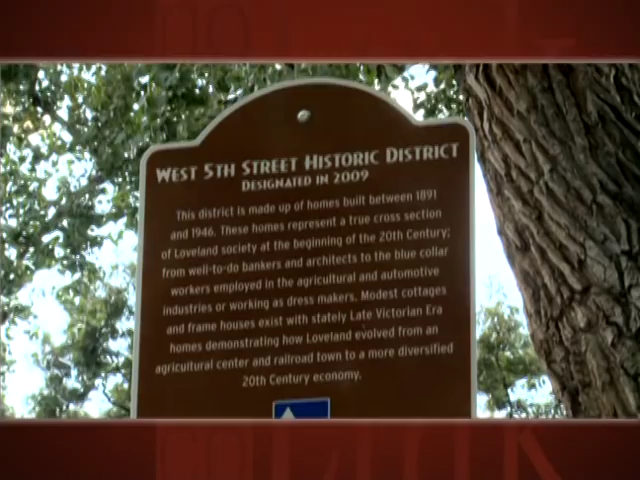 WEST 5TH STREET HISTORIC DISTRICT
DESIGNATED IN 2009
This district is made up of homes built between 1891
and 1946. These homes represent a true cross section
of Loveland society at the beginning of the 20th Century;
from well-to-do bankers and architects to the blue collar
workers employed in the agricultural and automotive
industries or working as dress makers. Modest cottages
and frame houses exist with stately Late Victorian Era
homes demonstrating how Loveland evolved from an
agricultural center and railroad town to a more diversified
20th Century economy.